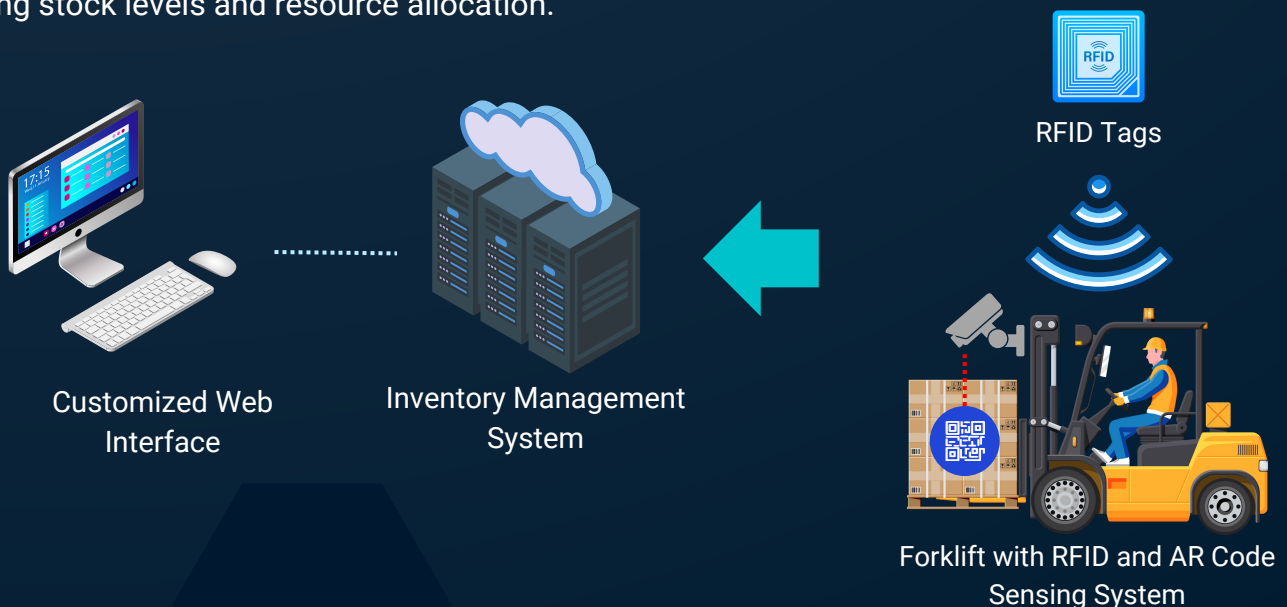 ng stock levels and resource allocation.
RFID
RFID Tags
17:15
Customized Web
Interface
Inventory Management
System
Forklift with RFID and AR Code
Sensing System